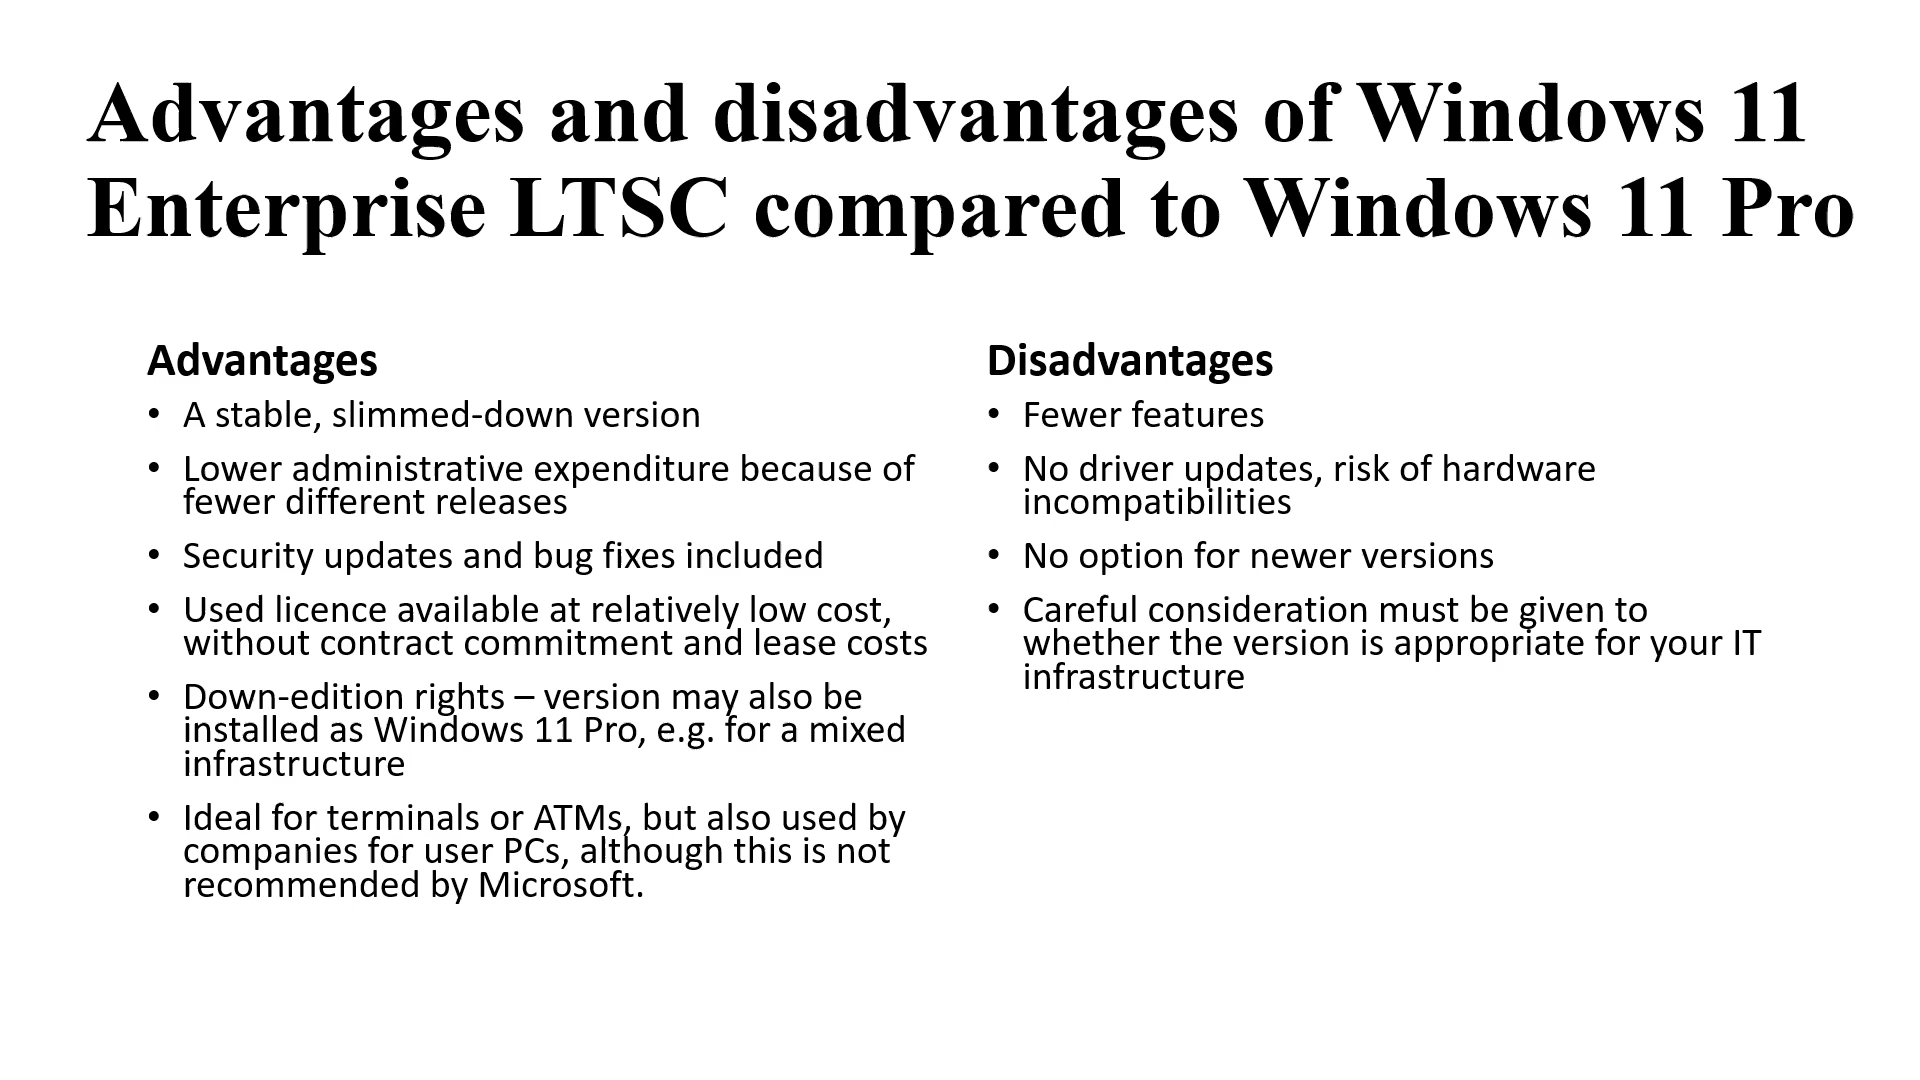 Advantages and disadvantages of Windows 11
Enterprise LTSC compared to Windows 11 Pro
Advantages
• A stable, slimmed-down version
• Lower administrative expenditure because of
fewer different releases
• Security updates and bug fixes included
• Used licence available at relatively low cost,
without contract commitment and lease costs
• Down-edition rights – version may also be
installed as Windows 11 Pro, e.g. for a mixed
infrastructure
• Ideal for terminals or ATMs, but also used by
companies for user PCs, although this is not
recommended by Microsoft.
Disadvantages
• Fewer features
• No driver updates, risk of hardware
incompatibilities
• No option for newer versions
• Careful consideration must be given to
whether the version is appropriate for your IT
infrastructure